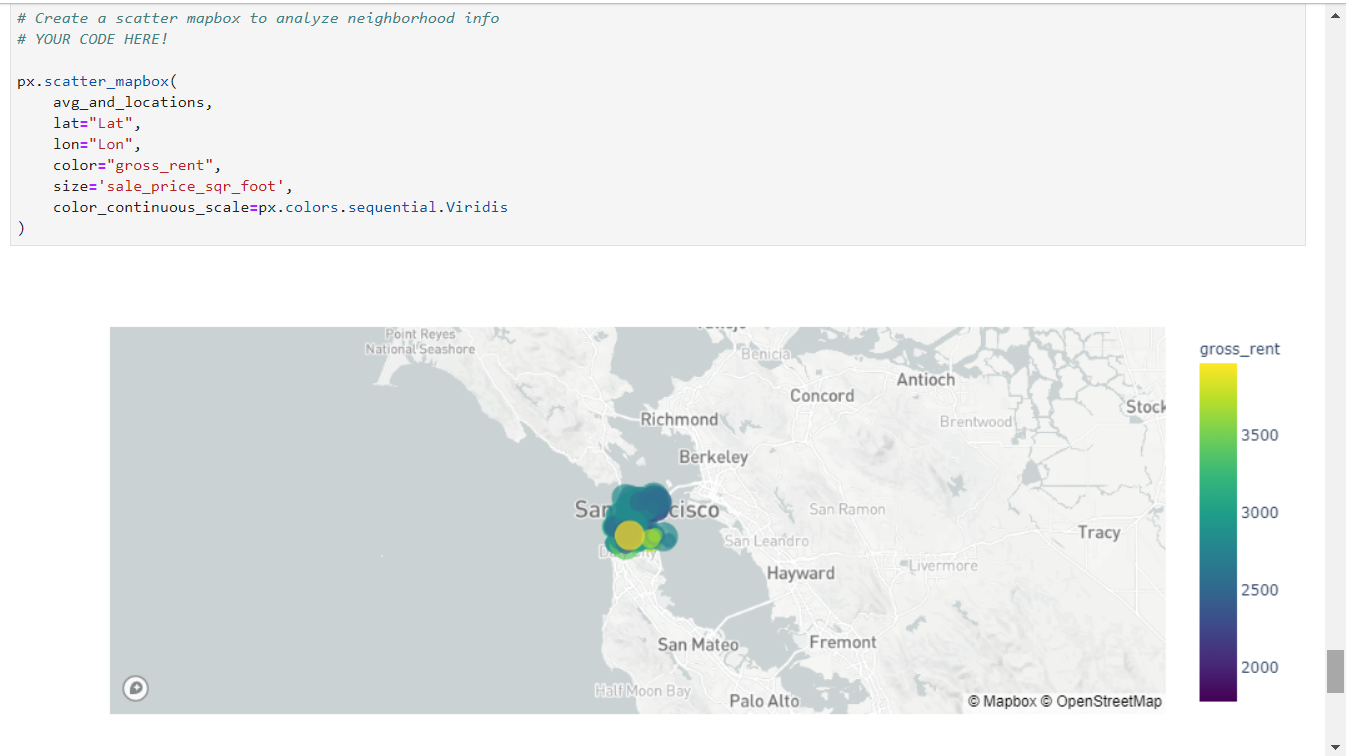 # Create a scatter mapbox to analyze neighborhood info
# YOUR CODE HERE!
px.scatter_mapbox(
    avg_and_locations,
    lat="Lat",
    lon="Lon",
    color="gross_rent",
    size='sale_price_sqr_foot',
    color_continuous_scale=px.colors.sequential.Viridis
)
Point Reyes
National Seashore
Benicia
gross_rent
Antioch
Concord
Stock
Richmond
Brentwood
3500
Berkeley
San Ramon
3000
Tracy
San Leandro
Livermore
Hayward
2500
San Mateo
Fremont
2000
Half Moon Bay
Palo Alto
© Mapbox © OpenStreetMap